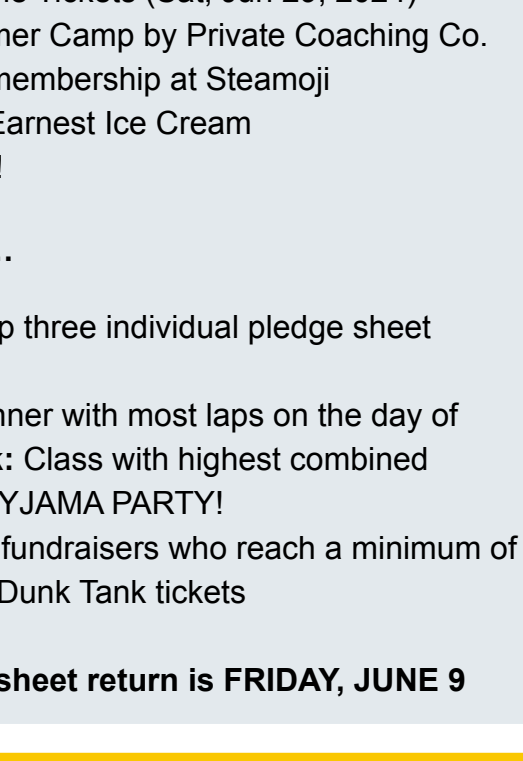 Tickets (Sat, Jun 29, 2024)
mer Camp by Private Coaching Co.
membership at Steamoji
Earnest Ice Cream
!
..
p three individual pledge sheet
nner with most laps on the day of
k: Class with highest combined
YJAMA PARTY!
fundraisers who reach a minimum of
Dunk Tank tickets
sheet return is FRIDAY, JUNE 9